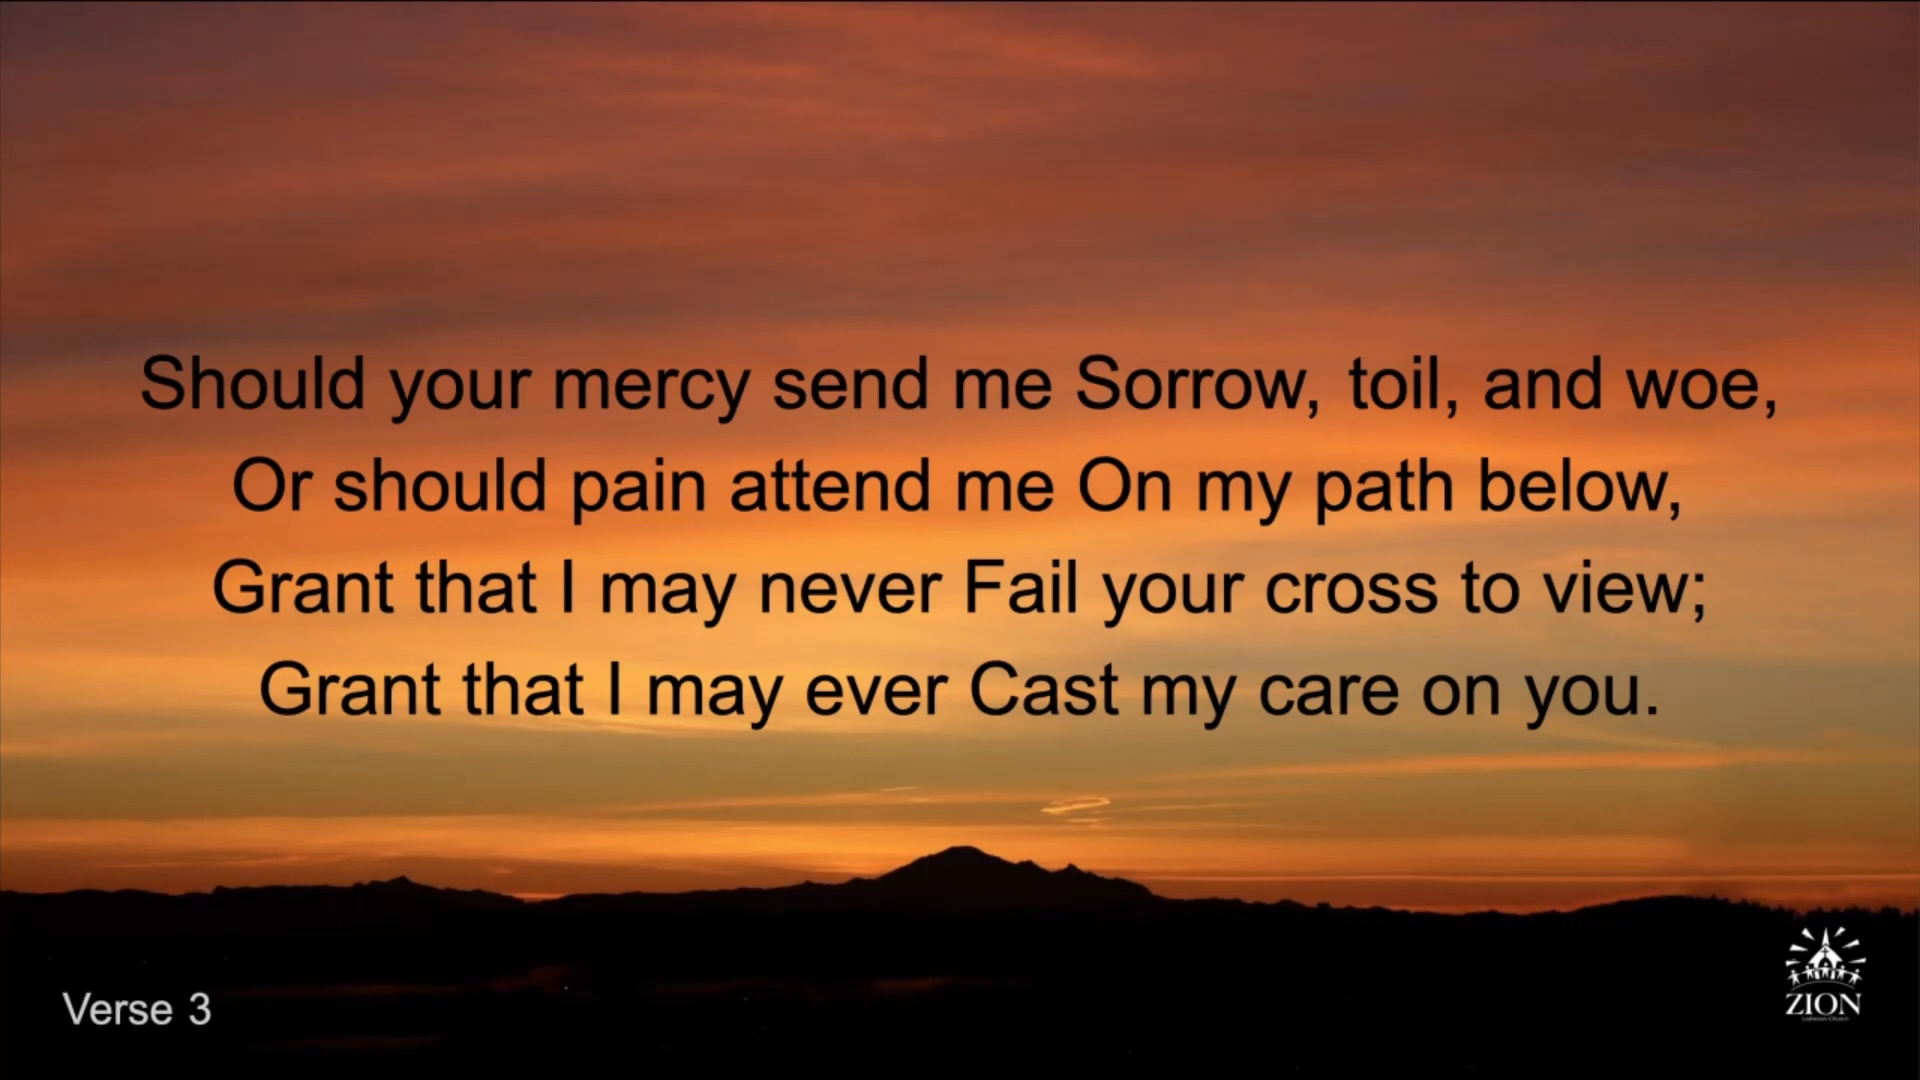 Should your mercy send me Sorrow, toil, and woe,
Or should pain attend me On my path below,
Grant that I may never Fail your cross to view;
Grant that I may ever Cast my care on you.
Verse 3
ZION
Lutheran Church